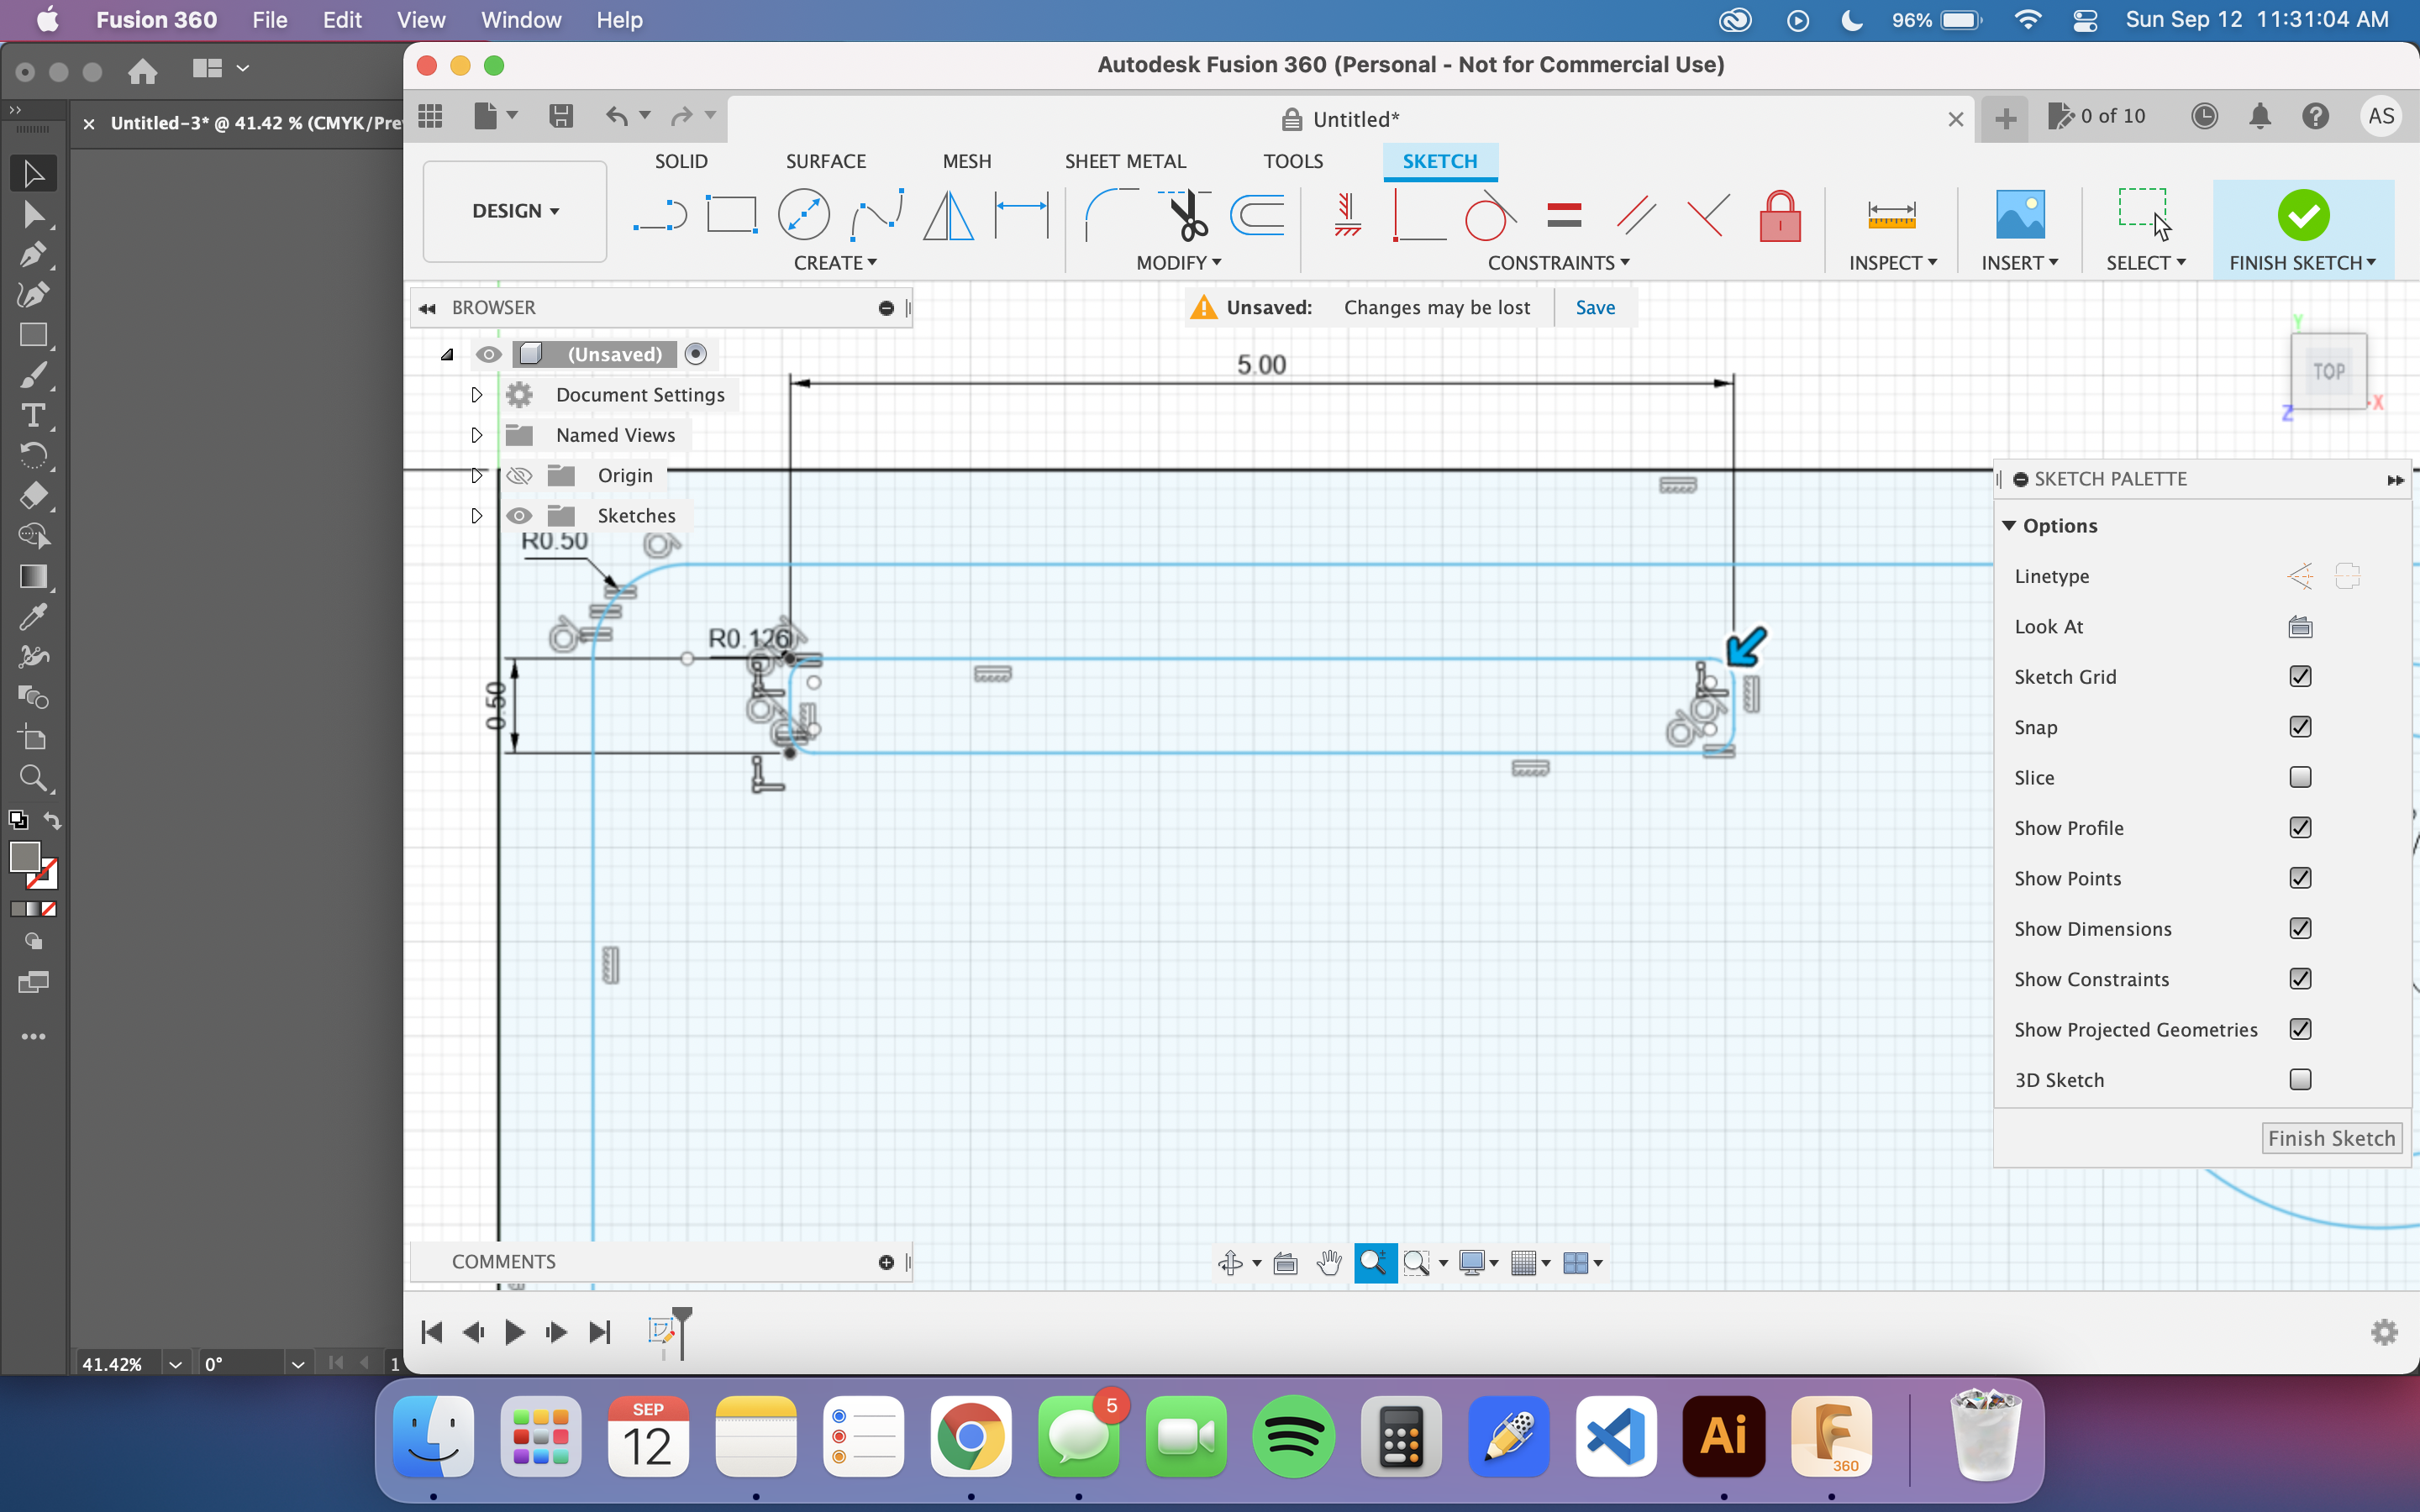 Fusion 360 File Edit View Window Help 96% Sun Sep 12 11:31:04 AM
Autodesk Fusion 360 (Personal - Not for Commercial Use)
Untitled-3* @ 41.42 % (CMYK/Pre
Untitled* 0 of 10 AS
SOLID SURFACE MESH SHEET METAL TOOLS SKETCH
DESIGN
CREATE MODIFY CONSTRAINTS INSPECT INSERT SELECT FINISH SKETCH
BROWSER
Unsaved: Changes may be lost Save
(Unsaved)
Document Settings
Named Views
Origin
Sketches
5.00
Y
TOP
X
Z
R0.50
R0.126
0.50
SKETCH PALETTE
Options
Linetype
Look At
Sketch Grid
Snap
Slice
Show Profile
Show Points
Show Dimensions
Show Constraints
Show Projected Geometries
3D Sketch
Finish Sketch
COMMENTS
41.42% 0° 1
SEP
12
5
Ai
360